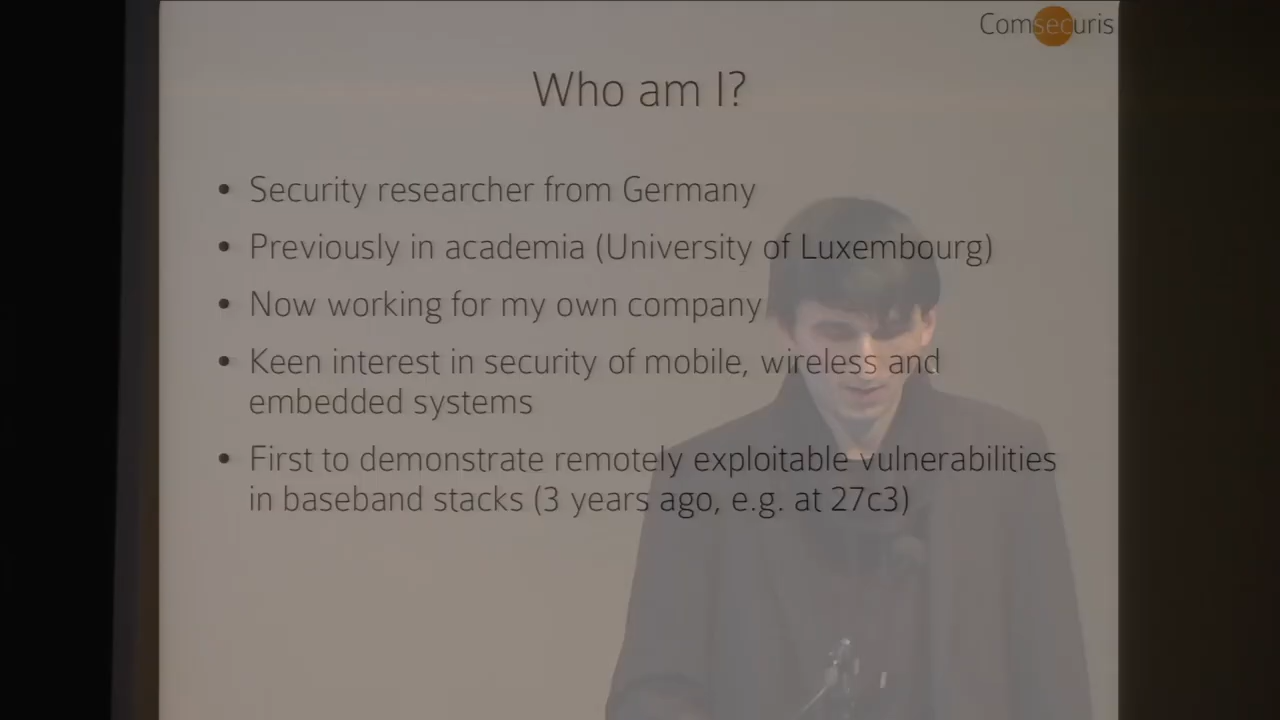 Comsecuris
Who am I?
• Security researcher from Germany
• Previously in academia (University of Luxembourg)
• Now working for my own company
• Keen interest in security of mobile, wireless and
embedded systems
• First to demonstrate remotely exploitable vulnerabilities
in baseband stacks (3 years ago, e.g. at 27c3)